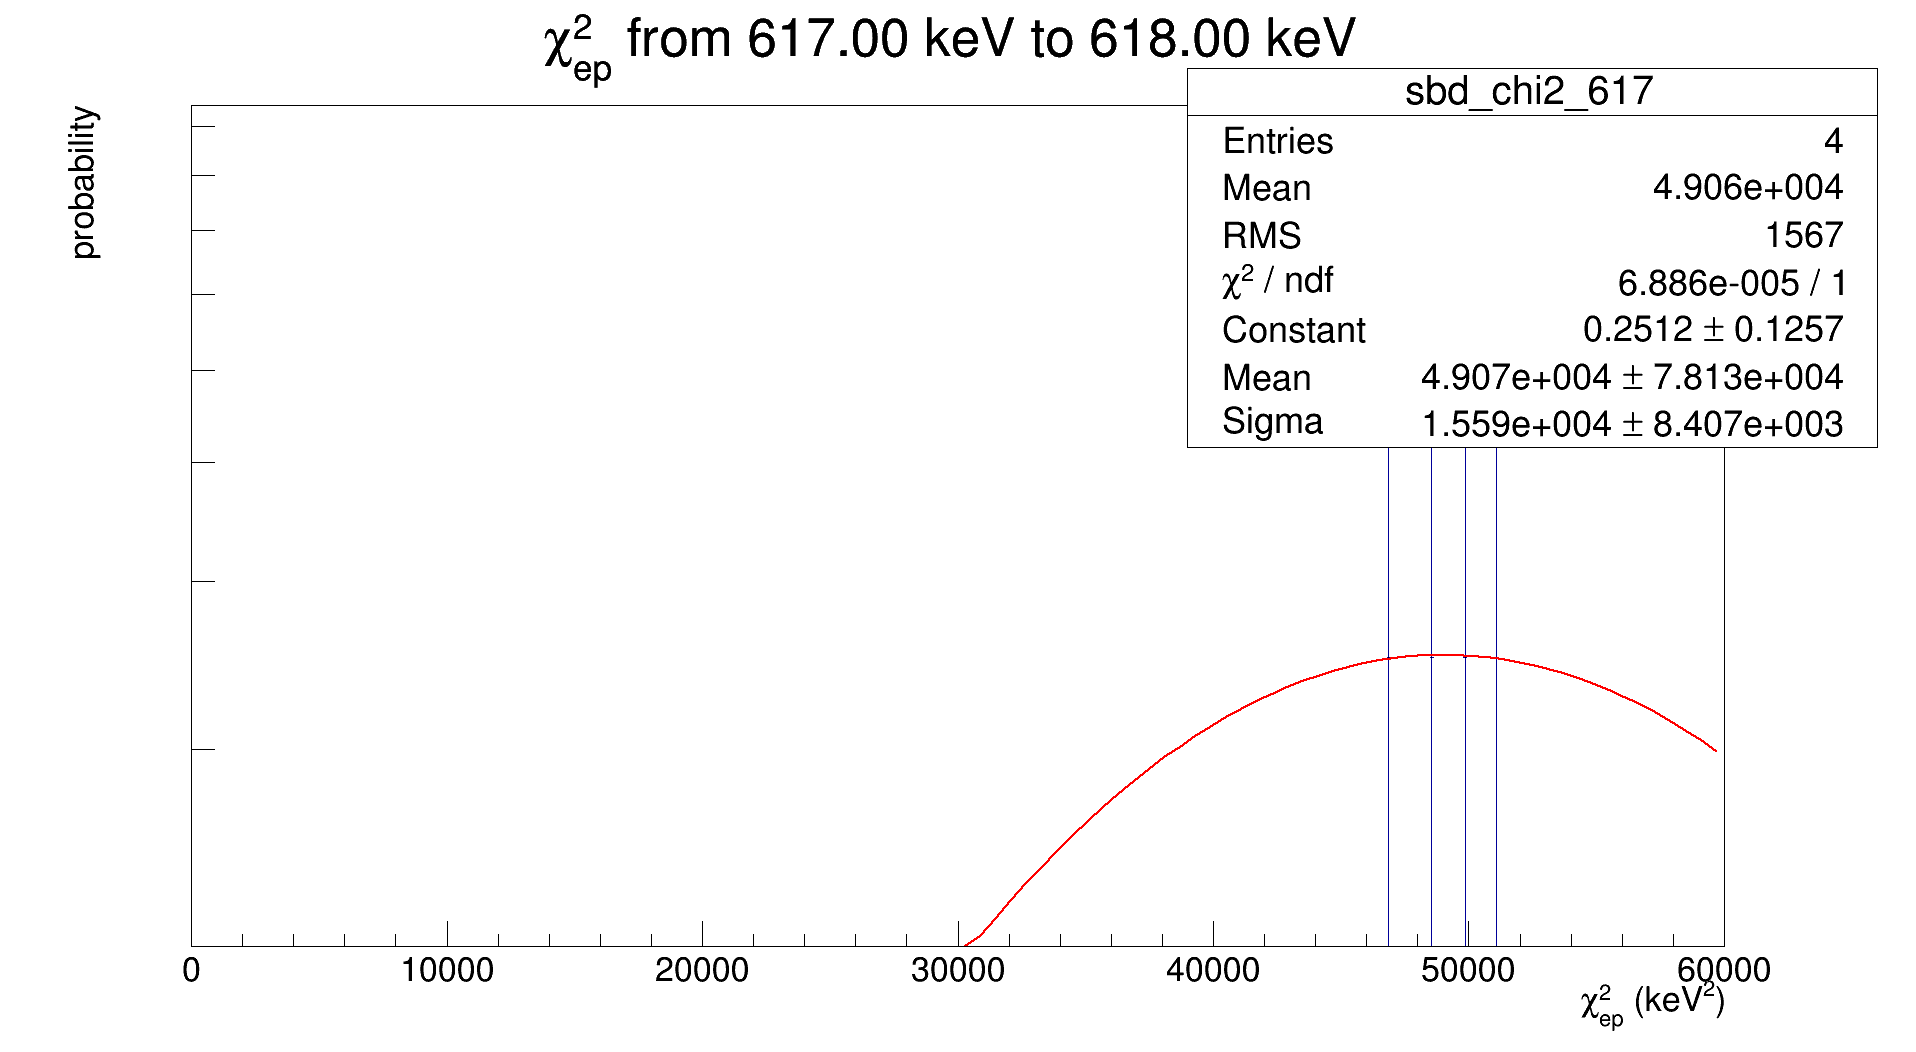 χ²ep from 617.00 keV to 618.00 keV
probability
sbd_chi2_617
Entries 4
Mean 4.906e+004
RMS 1567
χ² / ndf 6.886e-005 / 1
Constant 0.2512 ± 0.1257
Mean 4.907e+004 ± 7.813e+004
Sigma 1.559e+004 ± 8.407e+003
0 10000 20000 30000 40000 50000 60000
χ²ep (keV²)